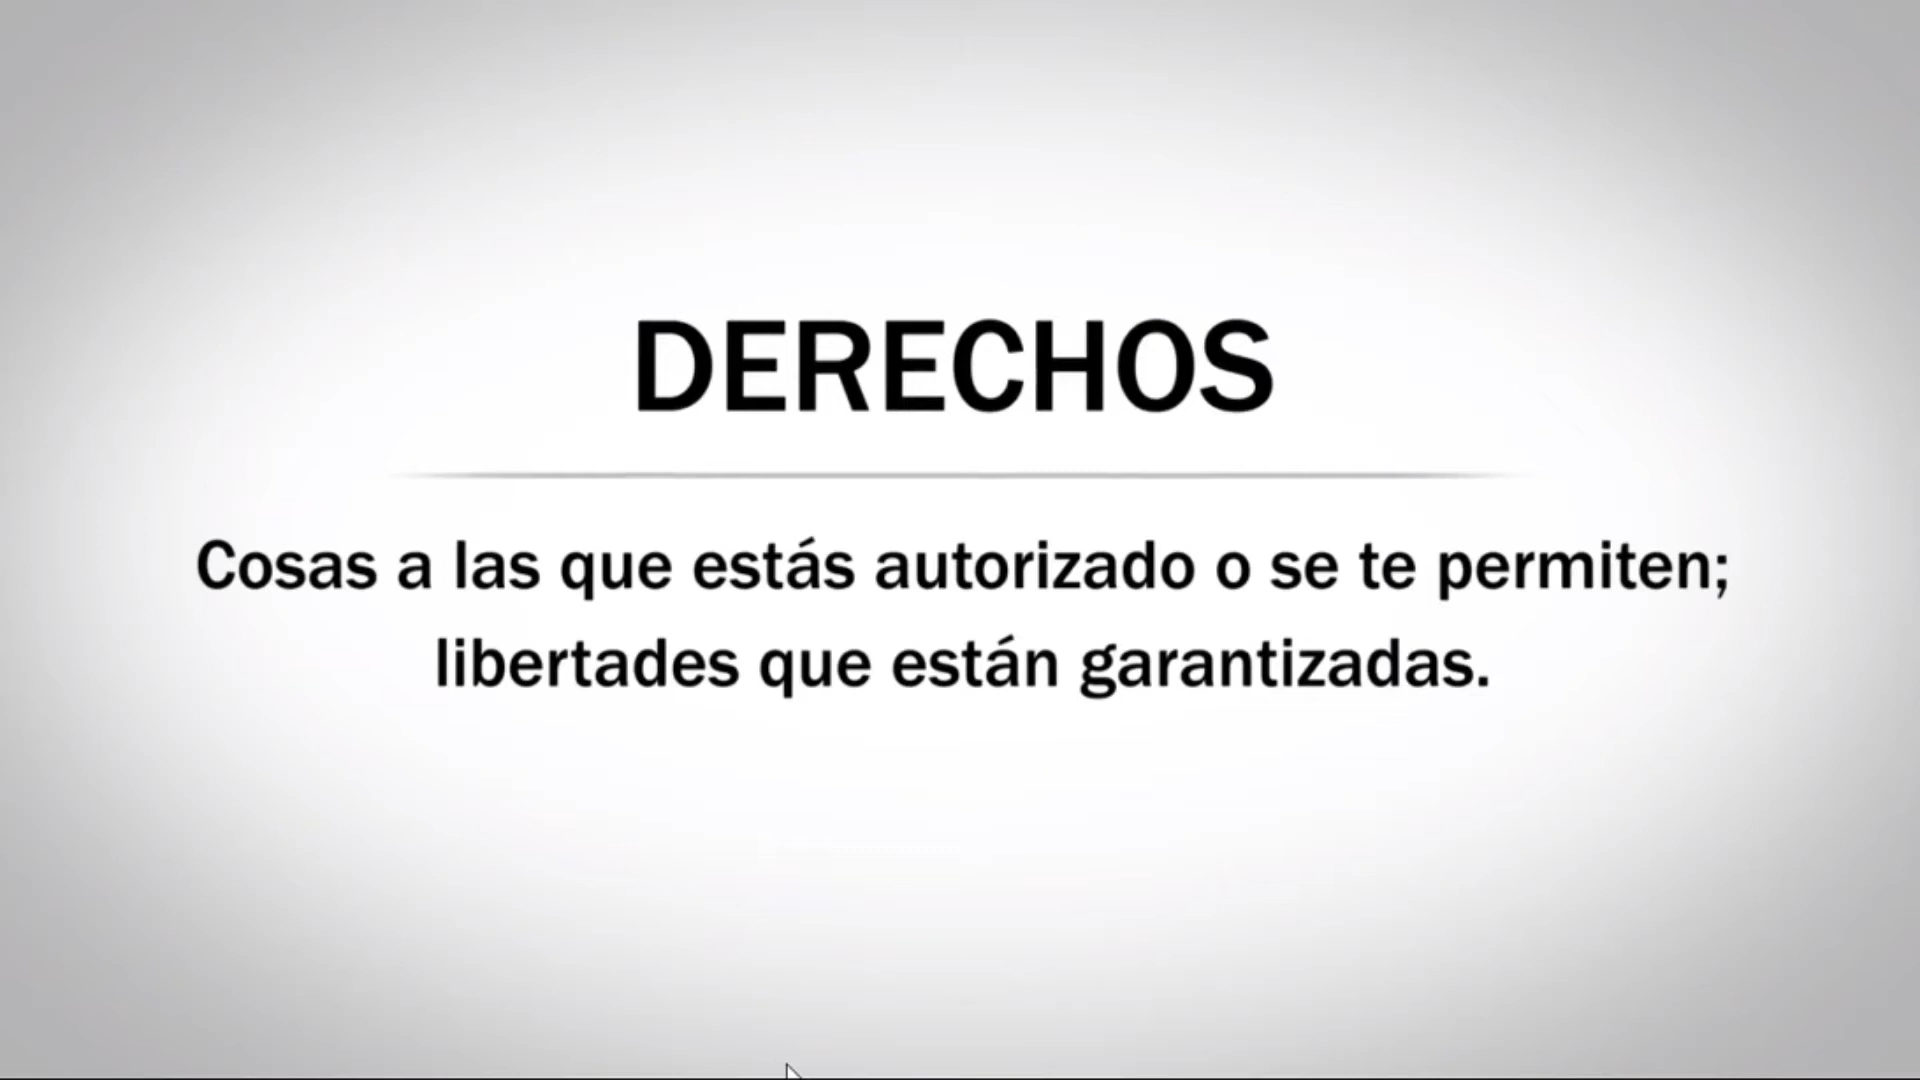 DERECHOS
Cosas a las que estás autorizado o se te permiten;
libertades que están garantizadas.